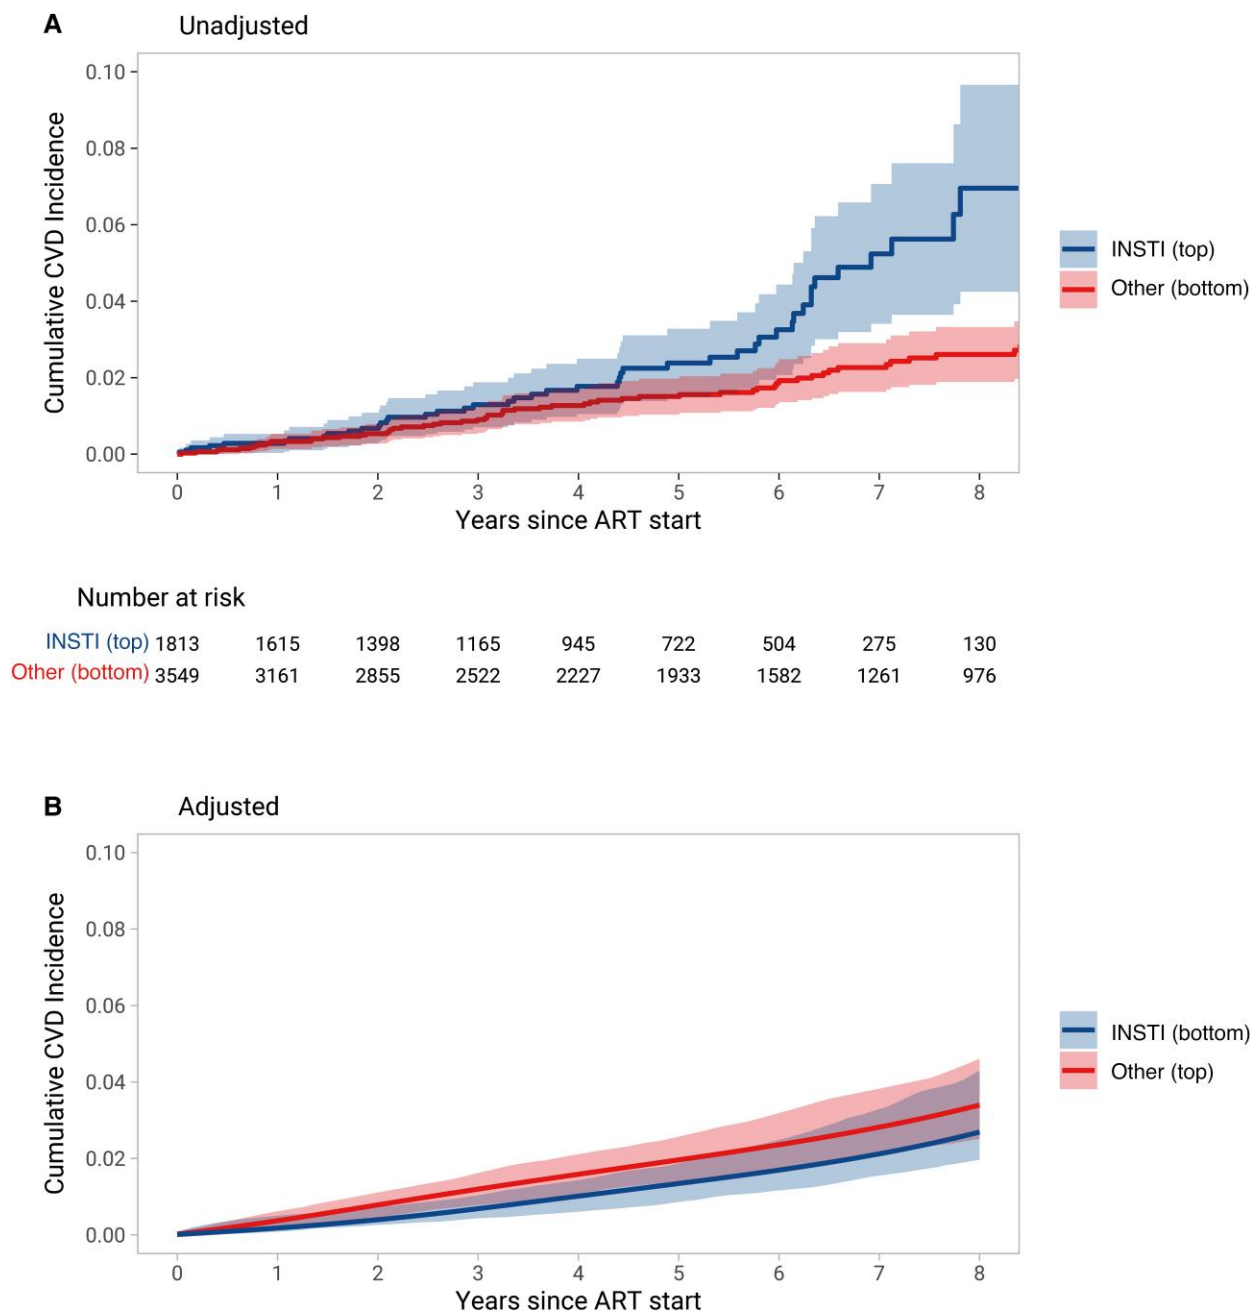 A Unadjusted
0.10
0.08
0.06
0.04
0.02
0.00
Cumulative CVD Incidence
0 1 2 3 4 5 6 7 8
Years since ART start
INSTI (top)
Other (bottom)
Number at risk
INSTI (top) 1813 1615 1398 1165 945 722 504 275 130
Other (bottom) 3549 3161 2855 2522 2227 1933 1582 1261 976
B Adjusted
0.10
0.08
0.06
0.04
0.02
0.00
Cumulative CVD Incidence
0 1 2 3 4 5 6 7 8
Years since ART start
INSTI (bottom)
Other (top)